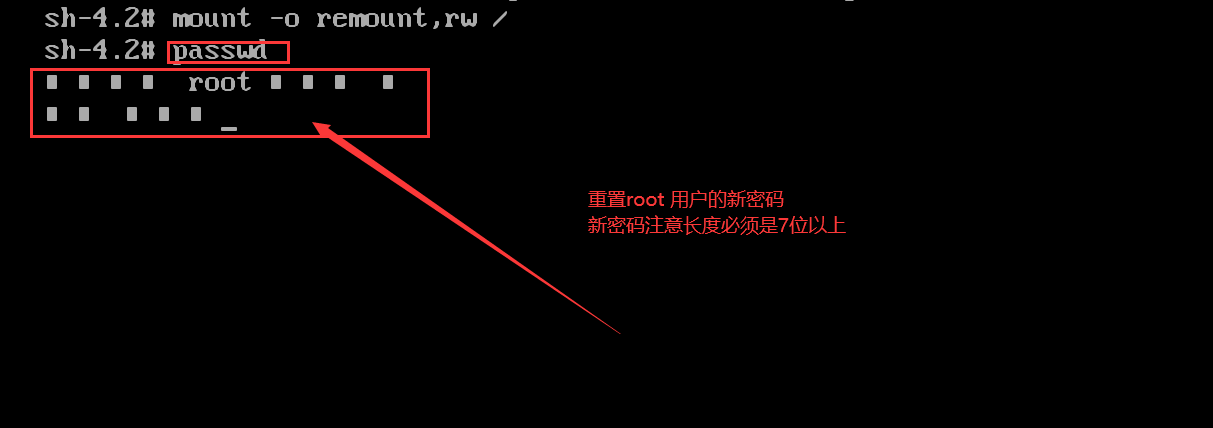 sh-4.2# mount -o remount,rw /
sh-4.2# passwd
root
重置root 用户的新密码
新密码注意长度必须是7位以上